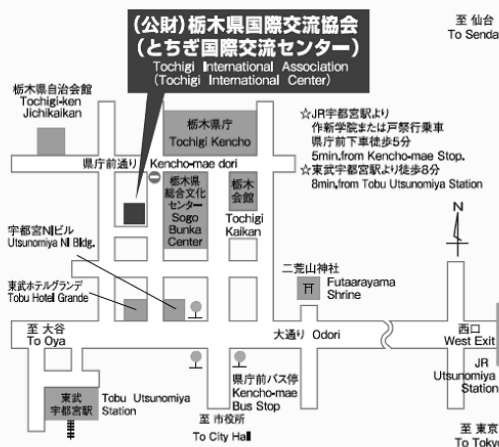 (公財)栃木県国際交流協会
(とちぎ国際交流センター)
Tochigi International Association
(Tochigi International Center)
至 仙台
To Senda
栃木県自治会館
Tochigi-ken
Jichikaikan
栃木県庁
Tochigi Kencho
☆JR宇都宮駅より
作新学院または戸祭行乗車
県庁前下車徒歩5分
5min.from Kencho-mae Stop.
☆東武宇都宮駅より徒歩8分
8min.from Tobu Utsunomiya Station
県庁前通り Kencho-mae dori
栃木県
総合文化
センター
Sogo
Bunka
Center
栃木
会館
Tochigi
Kaikan
N
宇都宮NIビル
Utsunomiya NI Bldg.
東武ホテルグランデ
Tobu Hotel Grande
二荒山神社
Futaarayama
Shrine
至 大谷
To Oya
大通り Odori
西口
West Exit
JR
Utsunomiya
Station
東武
宇都宮駅
Tobu Utsunomiya
Station
県庁前バス停
Kencho-mae
Bus Stop
至 市役所
To City Hall
至 東京
To Tokyo